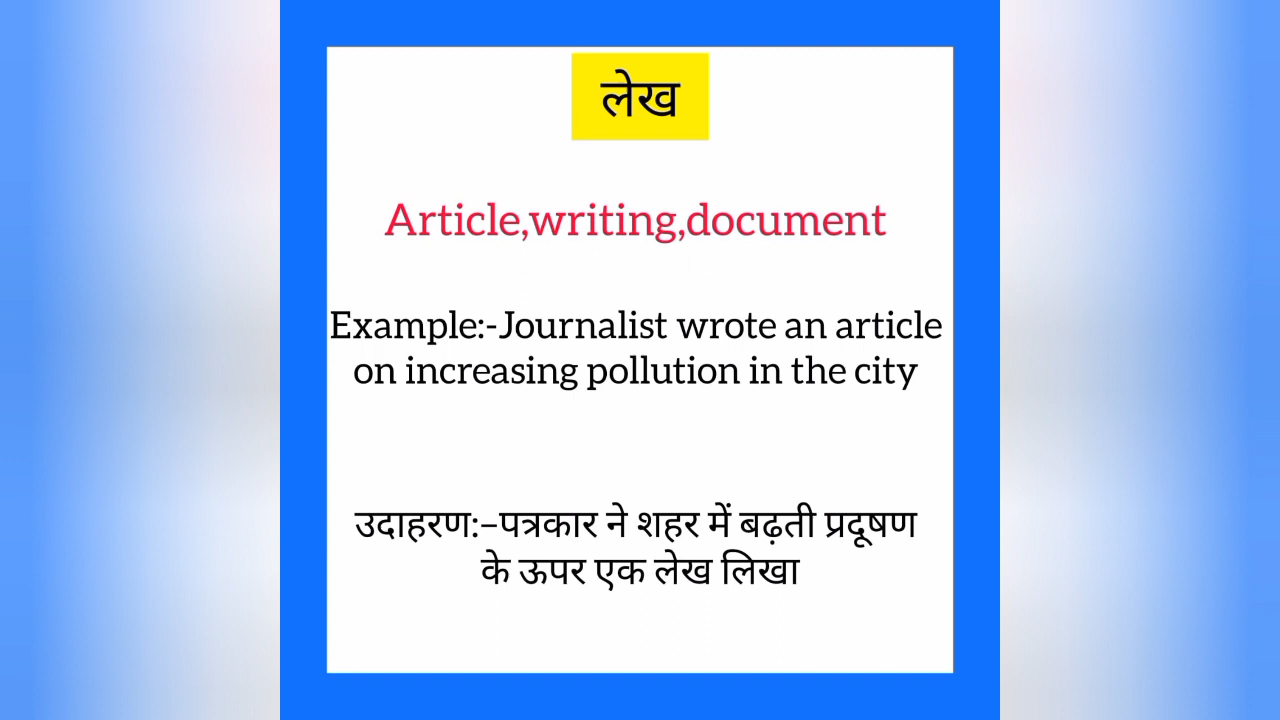 लेख
Article,writing,document
Example:-Journalist wrote an article
on increasing pollution in the city
उदाहरण:–पत्रकार ने शहर में बढ़ती प्रदूषण
के ऊपर एक लेख लिखा